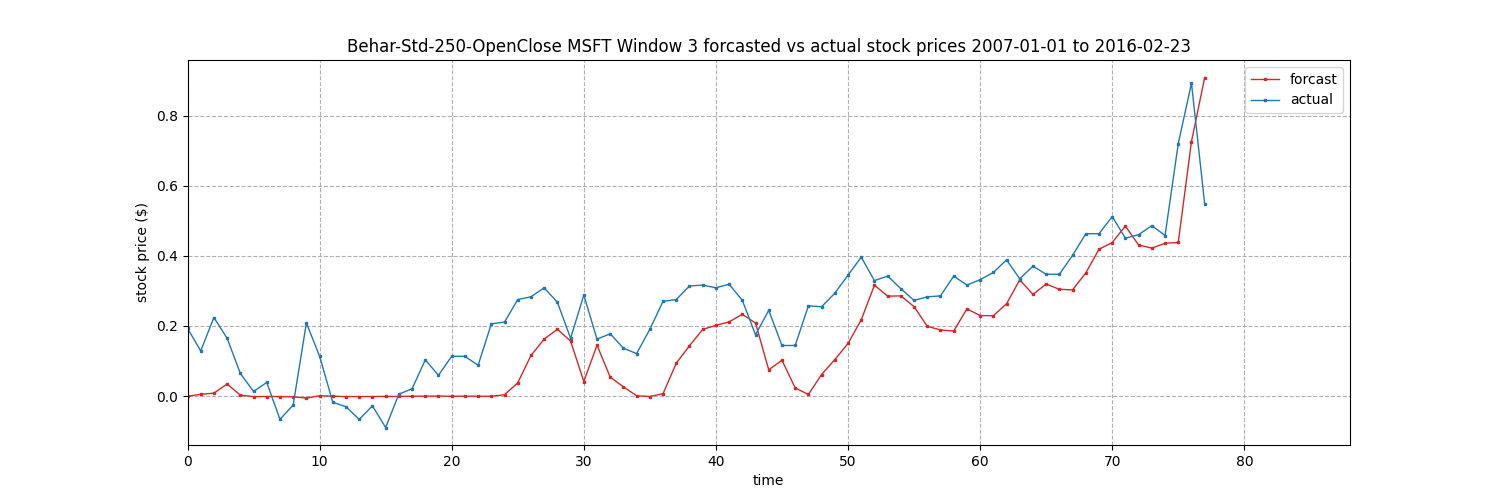 Behar-Std-250-OpenClose MSFT Window 3 forcasted vs actual stock prices 2007-01-01 to 2016-02-23
forcast
actual
0.8
0.6
0.4
0.2
0.0
stock price ($)
0 10 20 30 40 50 60 70 80
time